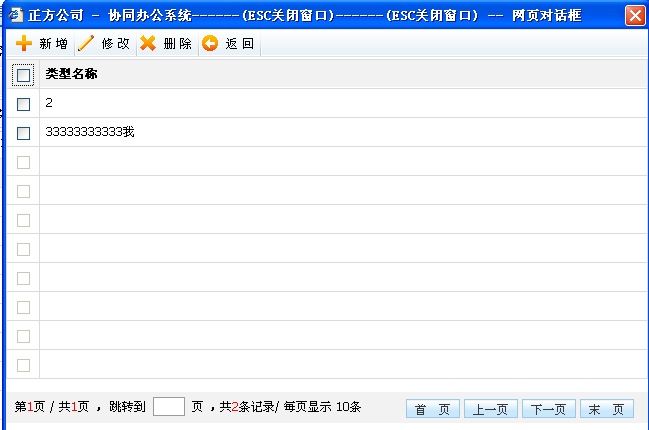 正方公司 - 协同办公系统------(ESC关闭窗口)------(ESC关闭窗口) -- 网页对话框
新 增 修 改 删 除 返 回
类型名称
2
33333333333我
第1页 / 共1页 ， 跳转到 页 ，共2条记录/ 每页显示 10条 首 页 上一页 下一页 末 页